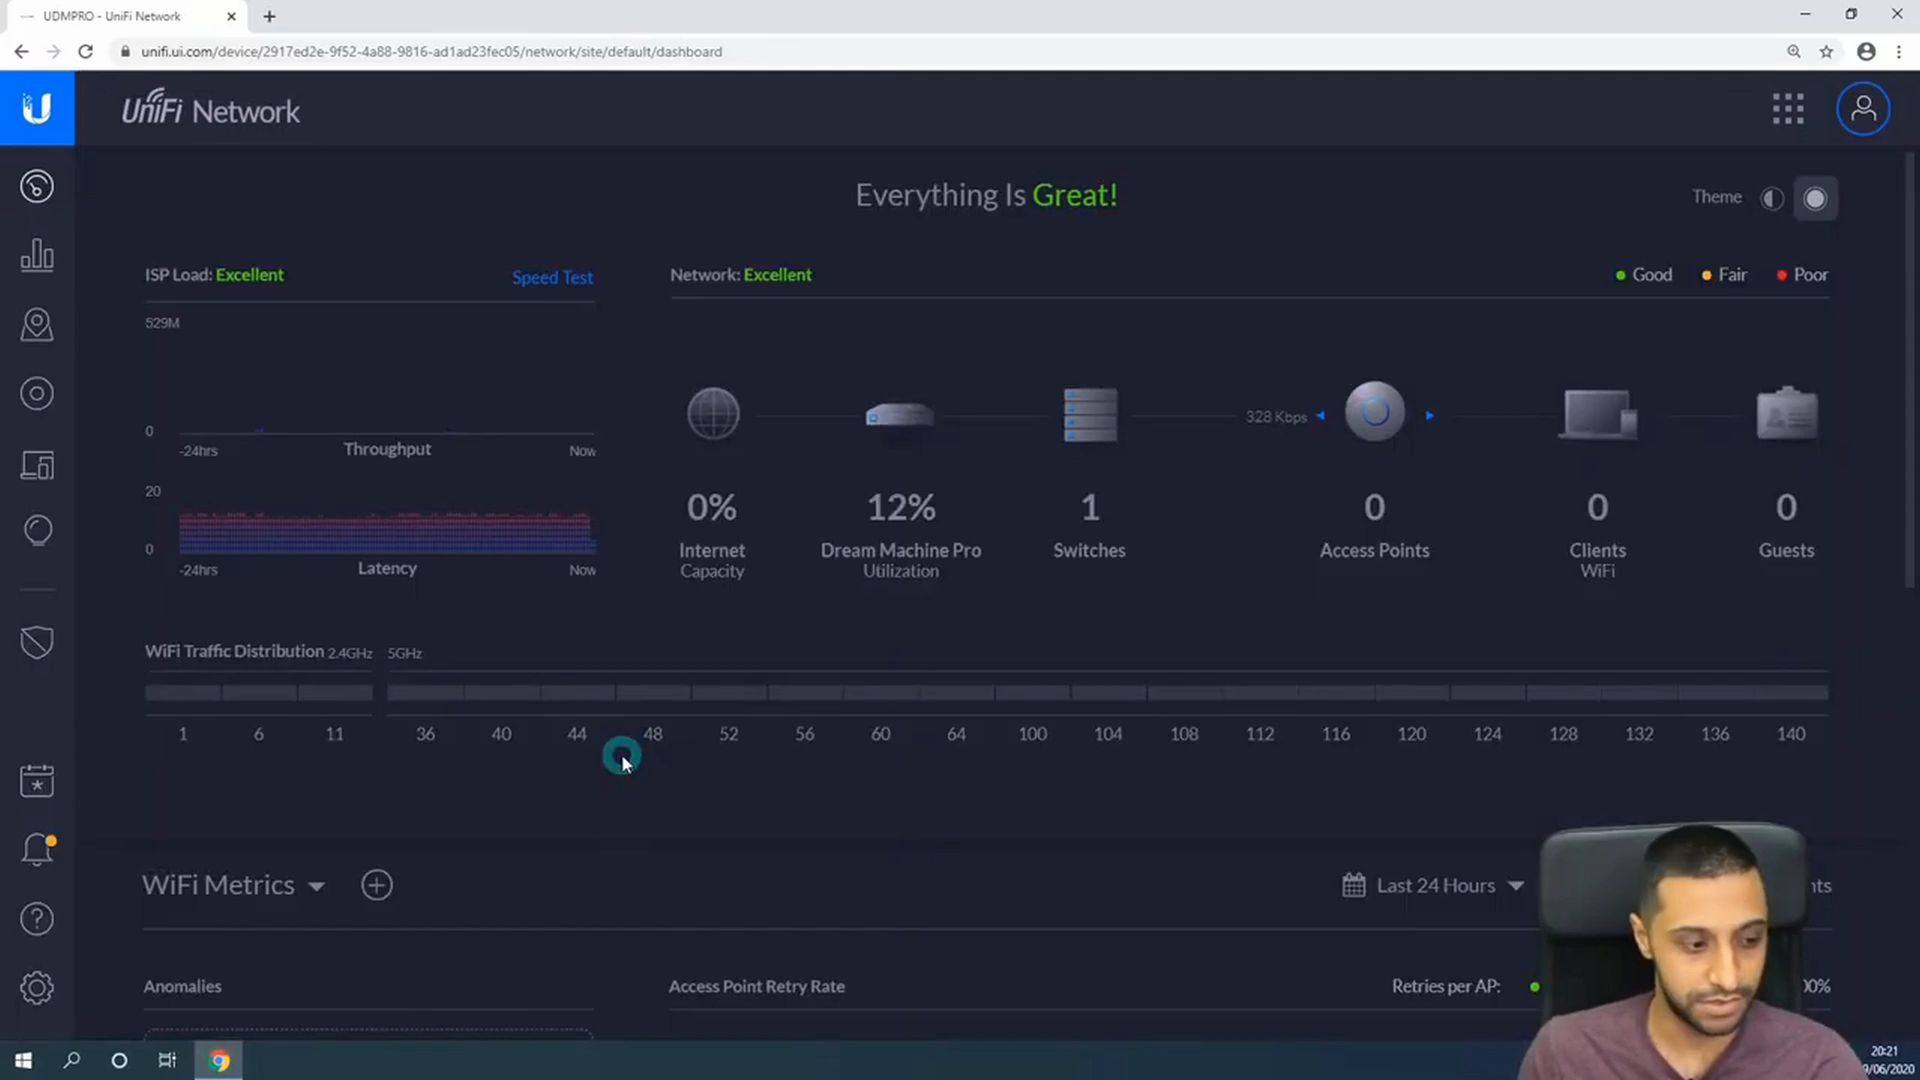 UDMPRO - UniFi Network
unifi.ui.com/device/2917ed2e-9f52-4a88-9816-ad1ad23fec05/network/site/default/dashboard
UniFi Network
Everything Is Great!
Theme
ISP Load: Excellent
Speed Test
Network: Excellent
Good
Fair
Poor
529M
0
-24hrs
Throughput
Now
20
0
-24hrs
Latency
Now
328 Kbps
0%
Internet
Capacity
12%
Dream Machine Pro
Utilization
1
Switches
0
Access Points
0
Clients
WiFi
0
Guests
WiFi Traffic Distribution 2.4GHz 5GHz
1 6 11 36 40 44 48 52 56 60 64 100 104 108 112 116 120 124 128 132 136 140
WiFi Metrics
Last 24 Hours
Anomalies
Access Point Retry Rate
Retries per AP:
20:21
9/06/2020